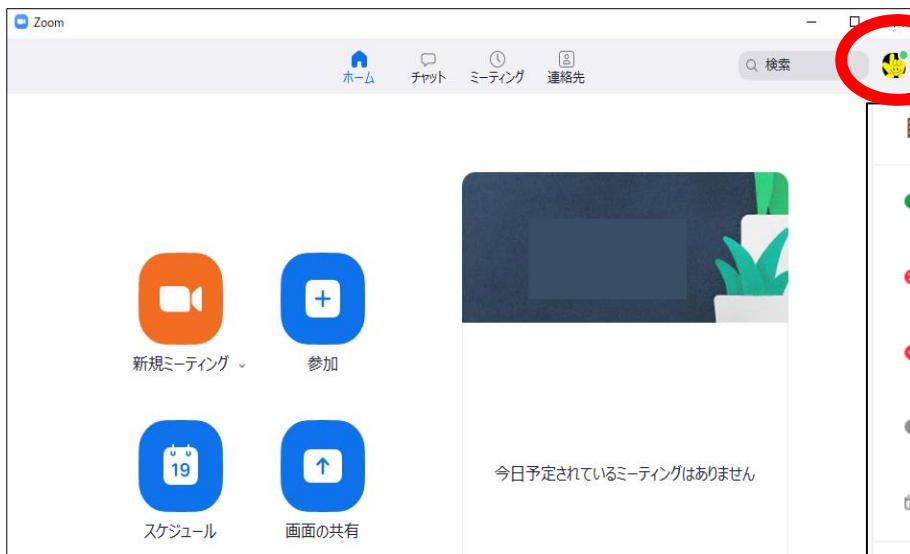 Zoom
ホーム
チャット
ミーティング
連絡先
検索
新規ミーティング
参加
19
スケジュール
画面の共有
今日予定されているミーティングはありません